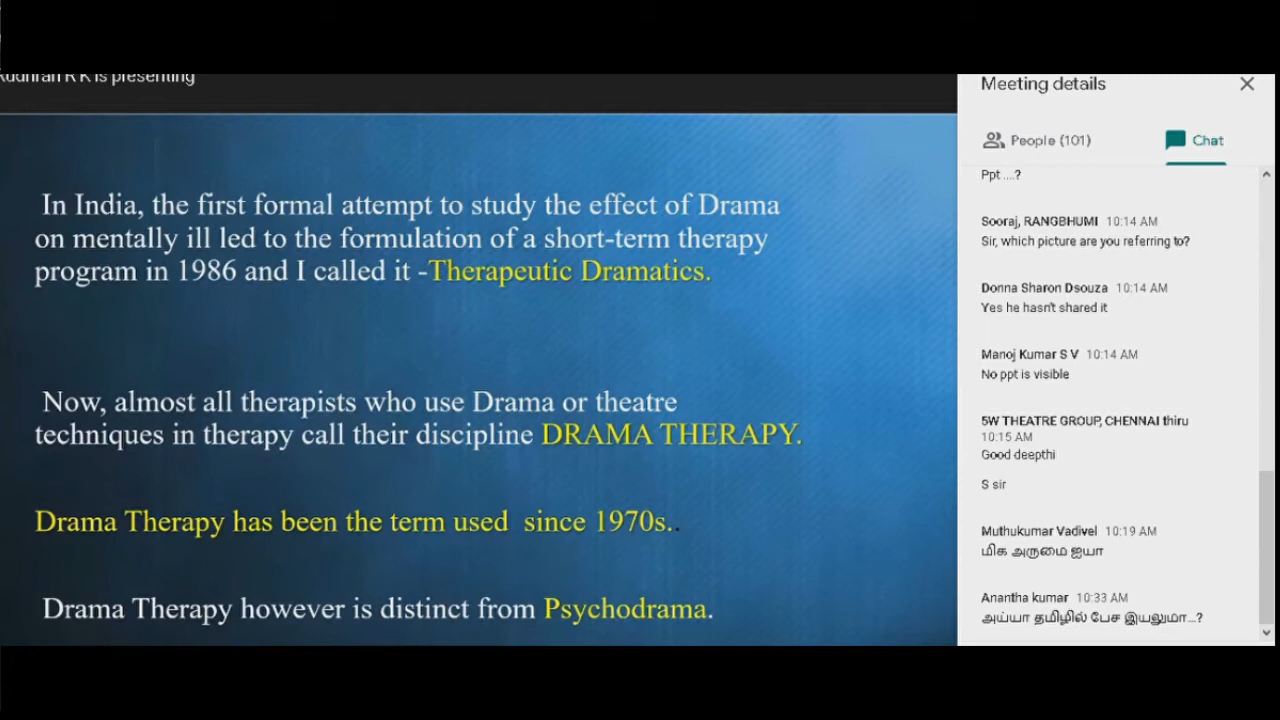 Rudhran R K is presenting
In India, the first formal attempt to study the effect of Drama
on mentally ill led to the formulation of a short-term therapy
program in 1986 and I called it -Therapeutic Dramatics.
Now, almost all therapists who use Drama or theatre
techniques in therapy call their discipline DRAMA THERAPY.
Drama Therapy has been the term used since 1970s..
Drama Therapy however is distinct from Psychodrama.
Meeting details
People (101)
Chat
Ppt ....?
Sooraj, RANGBHUMI 10:14 AM
Sir, which picture are you referring to?
Donna Sharon Dsouza 10:14 AM
Yes he hasn't shared it
Manoj Kumar S V 10:14 AM
No ppt is visible
5W THEATRE GROUP, CHENNAI thiru
10:15 AM
Good deepthi
S sir
Muthukumar Vadivel 10:19 AM
மிக அருமை ஐயா
Anantha kumar 10:33 AM
அய்யா தமிழில் பேச இயலுமா...?